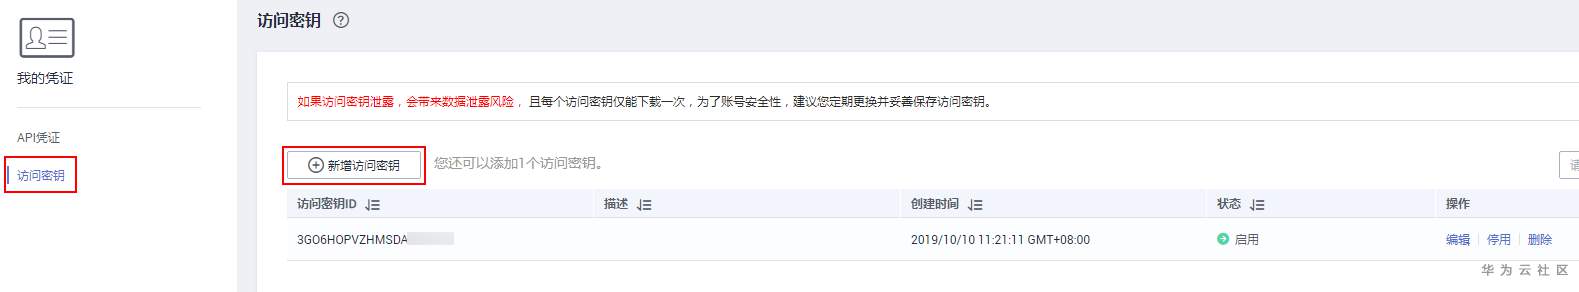 访问密钥 ?
我的凭证
如果访问密钥泄露，会带来数据泄露风险， 且每个访问密钥仅能下载一次，为了账号安全性，建议您定期更换并妥善保存访问密钥。
API凭证
访问密钥
新增访问密钥 您还可以添加1个访问密钥。 请
访问密钥ID 描述 创建时间 状态 操作
3GO6HOPVZHMSDA 2019/10/10 11:21:11 GMT+08:00 启用 编辑 停用 删除
华为云社区